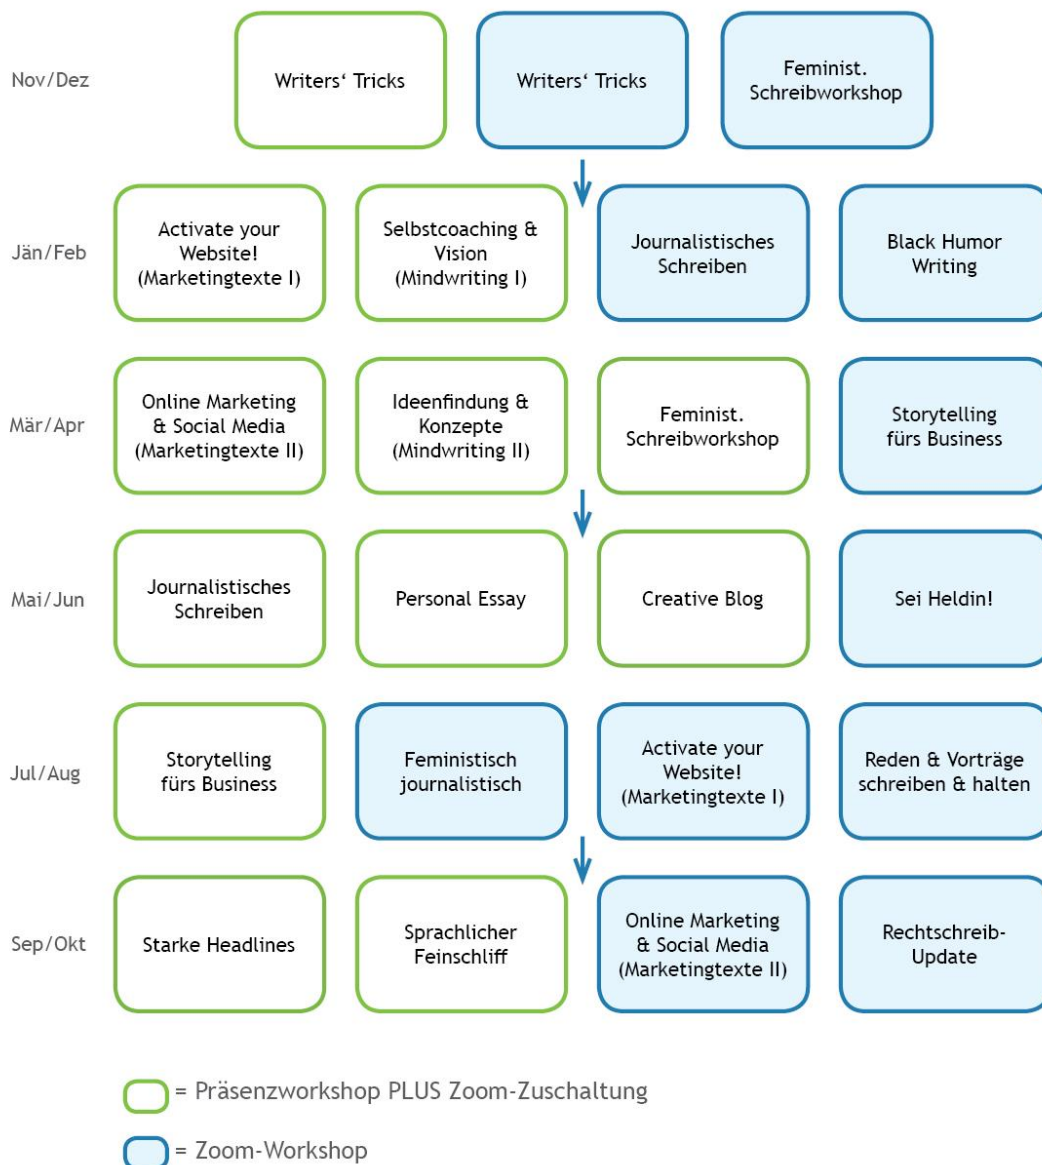 Nov/Dez
Writers‘ Tricks
Writers‘ Tricks
Feminist.
Schreibworkshop
Jän/Feb
Activate your
Website!
(Marketingtexte I)
Selbstcoaching &
Vision
(Mindwriting I)
Journalistisches
Schreiben
Black Humor
Writing
Mär/Apr
Online Marketing
& Social Media
(Marketingtexte II)
Ideenfindung &
Konzepte
(Mindwriting II)
Feminist.
Schreibworkshop
Storytelling
fürs Business
Mai/Jun
Journalistisches
Schreiben
Personal Essay
Creative Blog
Sei Heldin!
Jul/Aug
Storytelling
fürs Business
Feministisch
journalistisch
Activate your
Website!
(Marketingtexte I)
Reden & Vorträge
schreiben & halten
Sep/Okt
Starke Headlines
Sprachlicher
Feinschliff
Online Marketing
& Social Media
(Marketingtexte II)
Rechtschreib-
Update
= Präsenzworkshop PLUS Zoom-Zuschaltung
= Zoom-Workshop